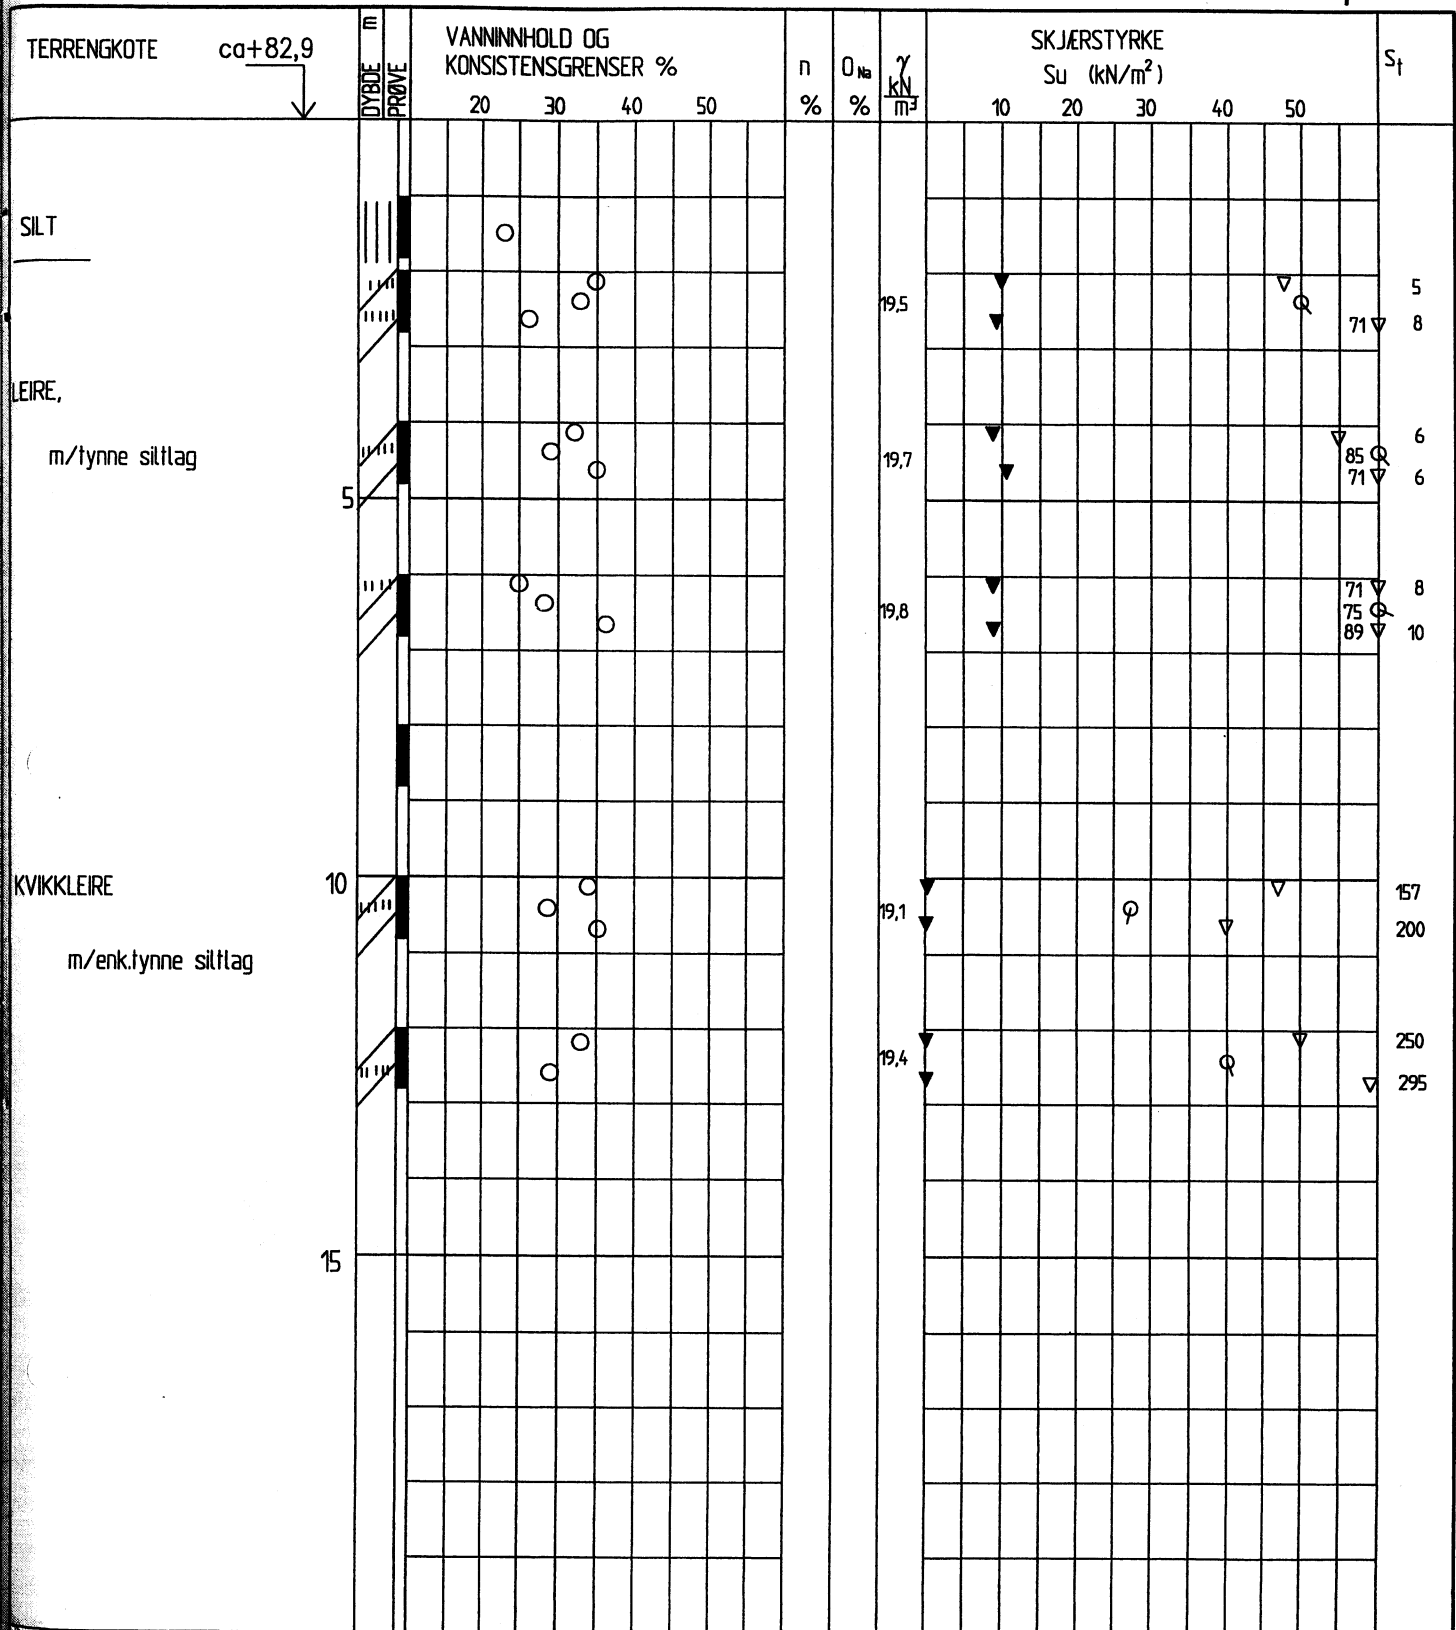 TERRENGKOTE ca+82,9
DYBDE m
PRØVE
VANNINNHOLD OG
KONSISTENSGRENSER %
20 30 40 50
n
%
O Na
%
γ
kN
m³
SKJÆRSTYRKE
Su (kN/m²)
10 20 30 40 50
St
SILT
19,5
5
71 8
LEIRE,
m/tynne siltlag
19,7
6
85
71 6
5
19,8
71 8
75
89 10
KVIKKLEIRE
10
19,1
157
200
m/enk.tynne siltlag
19,4
250
295
15